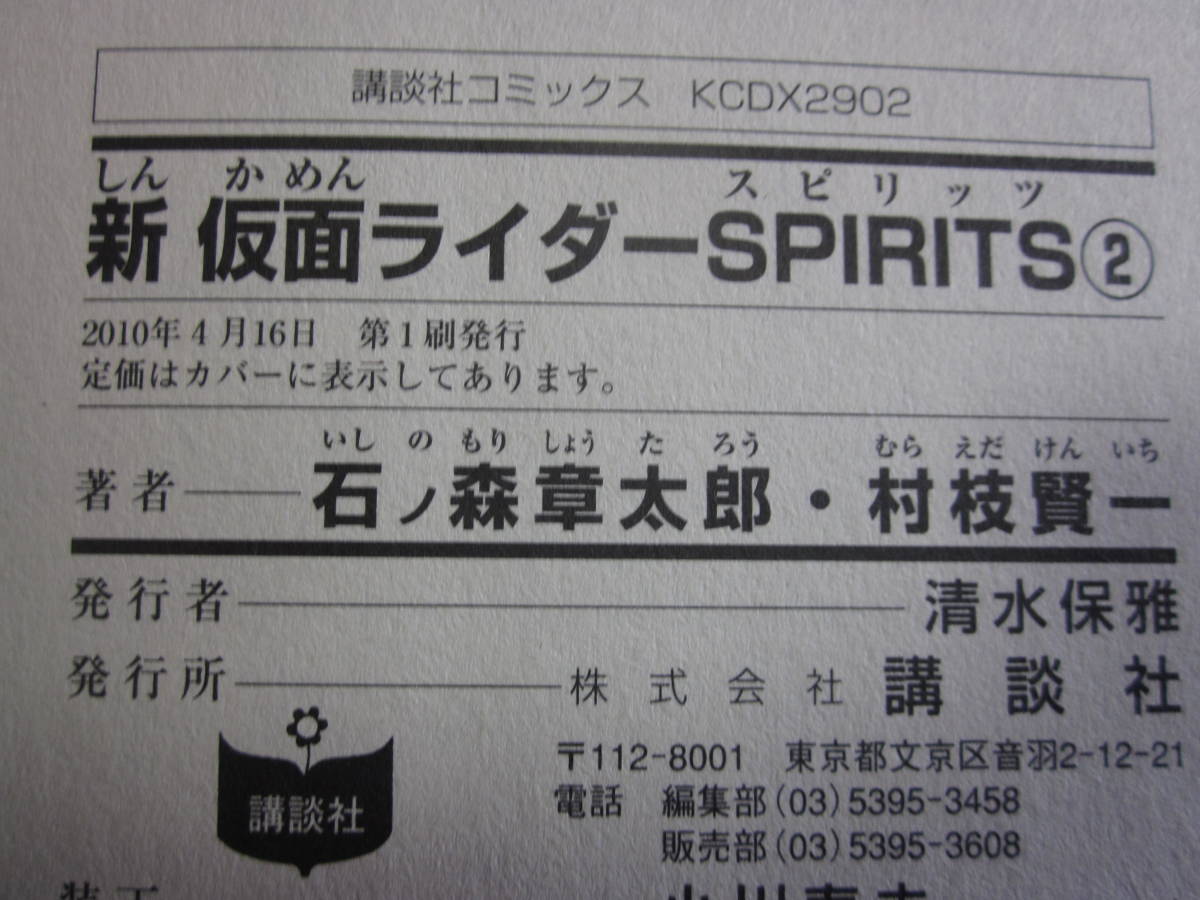 講談社コミックス　KCDX2902
しん　か めん　スピリッツ
新 仮面ライダーSPIRITS②
2010年4月16日　第1刷発行
定価はカバーに表示してあります。
いし の もり しょう た ろう　むら えだ けん いち
著者──石ノ森章太郎・村枝賢一
発行者──清水保雅
発行所──株式会社 講談社
〒112-8001　東京都文京区音羽2-12-21
電話　編集部(03)5395-3458
販売部(03)5395-3608
講談社